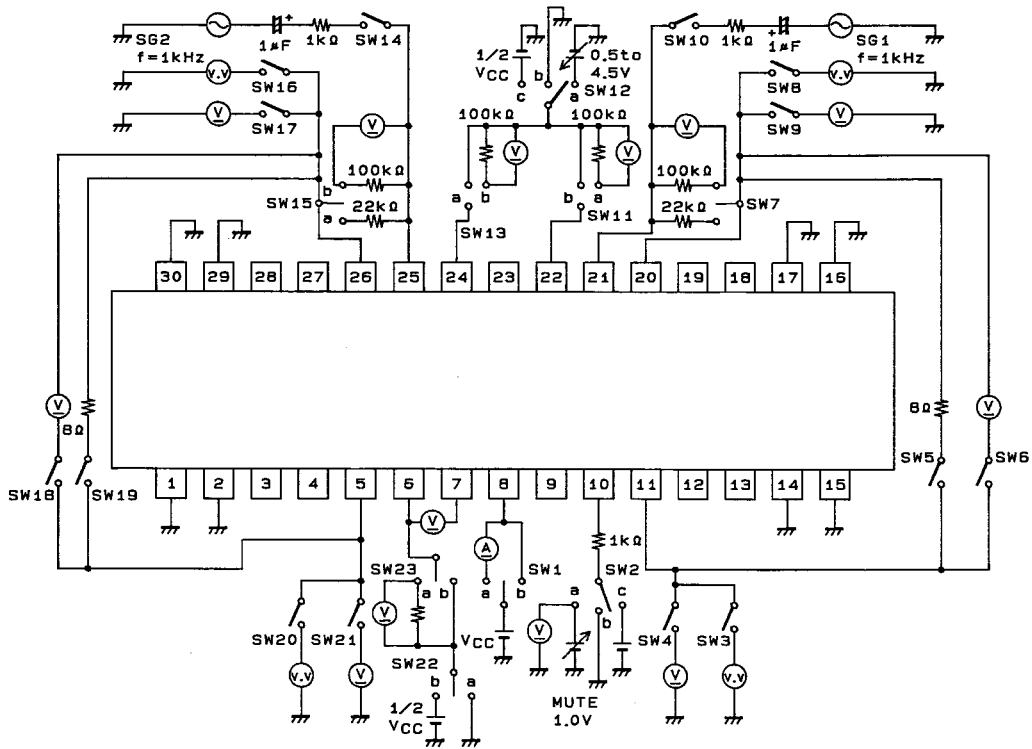 SG2
f=1kHz
1μF
+
1kΩ
SW14
V.V
SW16
V
SW17
V
100kΩ
b
SW15
22kΩ
a
1/2
VCC
c
b
0.5to
4.5V
a
SW12
100kΩ
100kΩ
V
V
a
b
b
a
SW13
SW11
SW10
1kΩ
+
1μF
SG1
f=1kHz
SW8
V.V
SW9
V
V
100kΩ
22kΩ
SW7
30
29
28
27
26
25
24
23
22
21
20
19
18
17
16
V
8Ω
SW18
SW19
8Ω
V
SW5
SW6
1
2
3
4
5
6
7
8
9
10
11
12
13
14
15
V
A
1kΩ
SW23
a
b
SW1
a
b
SW2
a
b
c
V
SW20
SW21
SW22
VCC
V
SW4
SW3
V.V
V
b
a
1/2
VCC
MUTE
1.0V
V
V.V